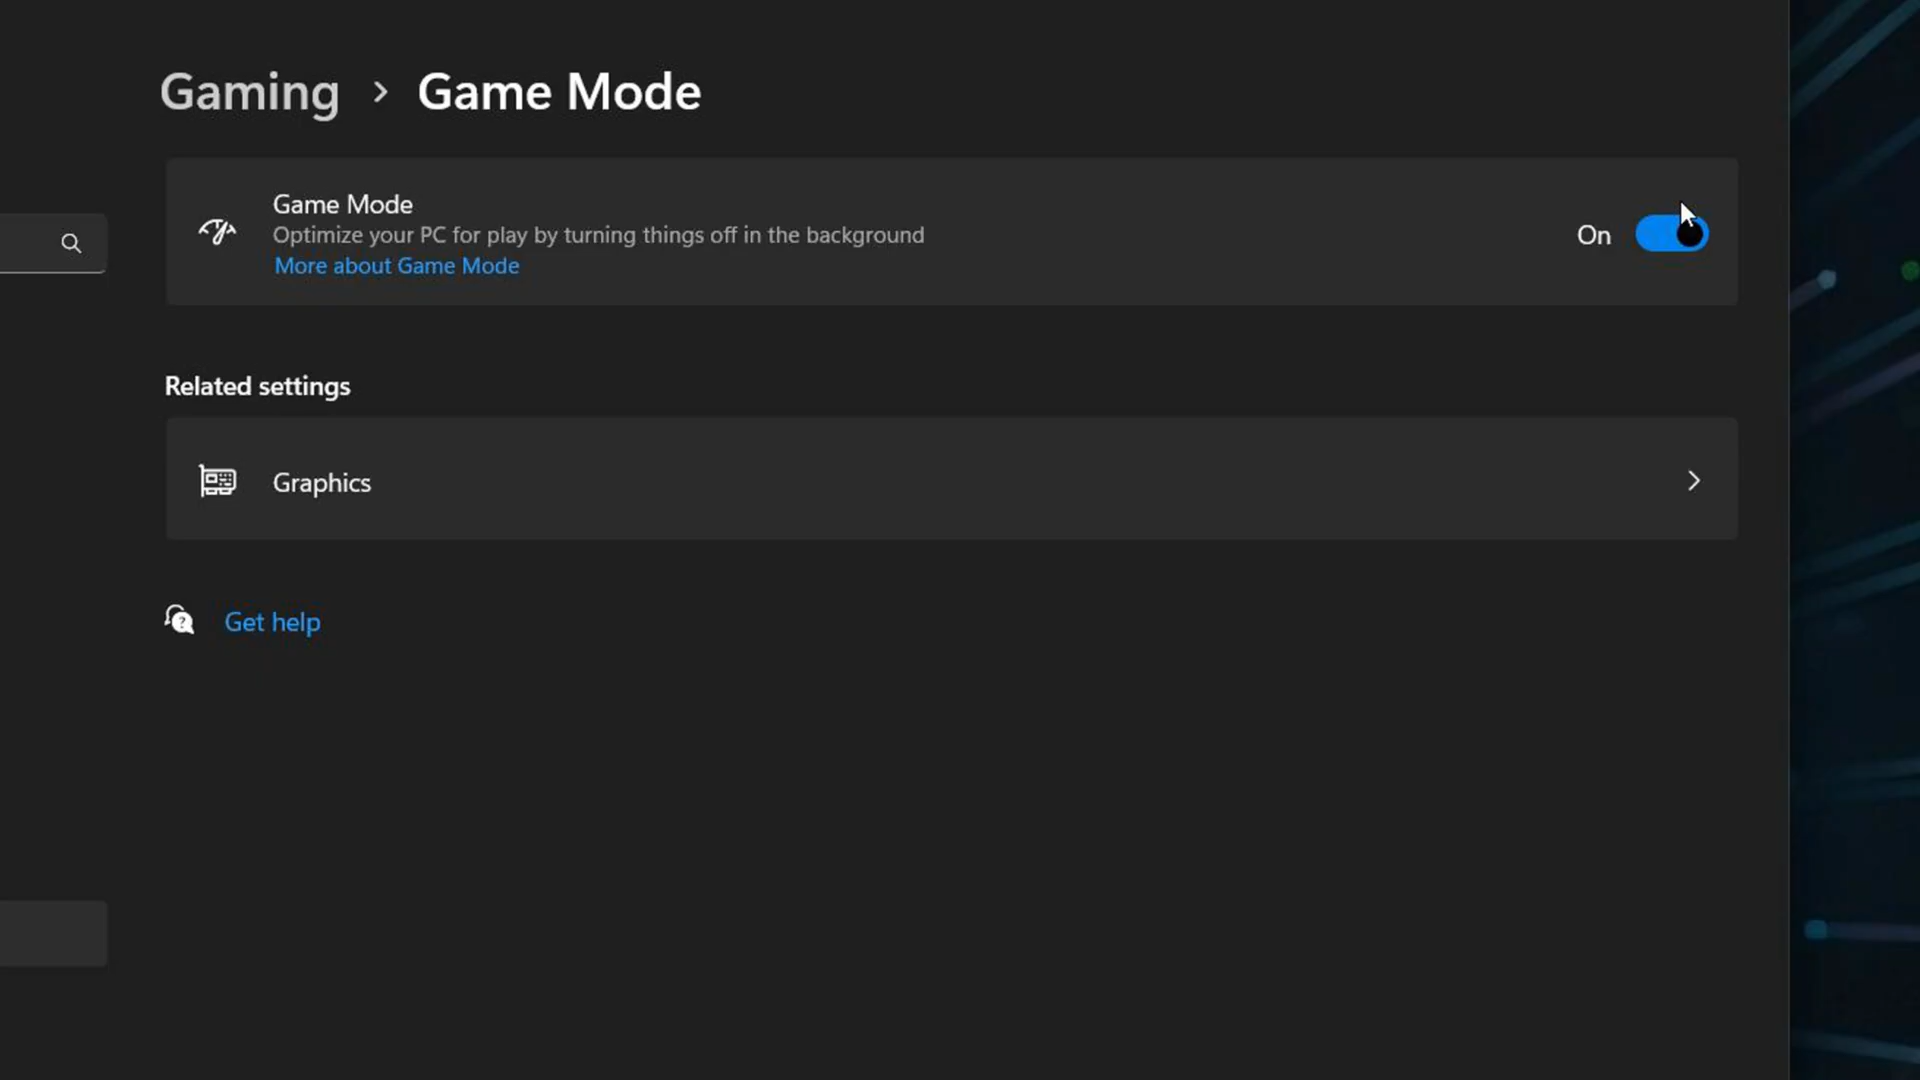 Gaming > Game Mode
Game Mode
Optimize your PC for play by turning things off in the background
More about Game Mode
On
Related settings
Graphics
Get help